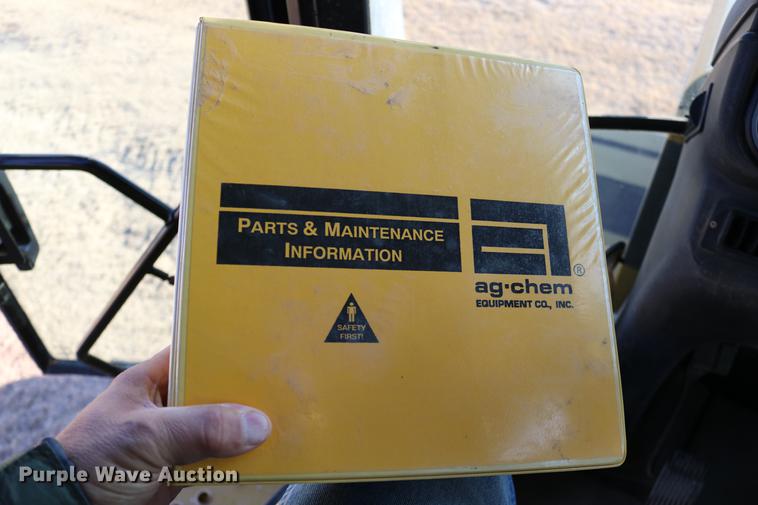 PARTS & MAINTENANCE
INFORMATION
ag·chem
®
EQUIPMENT CO., INC.
SAFETY
FIRST!
Purple Wave Auction